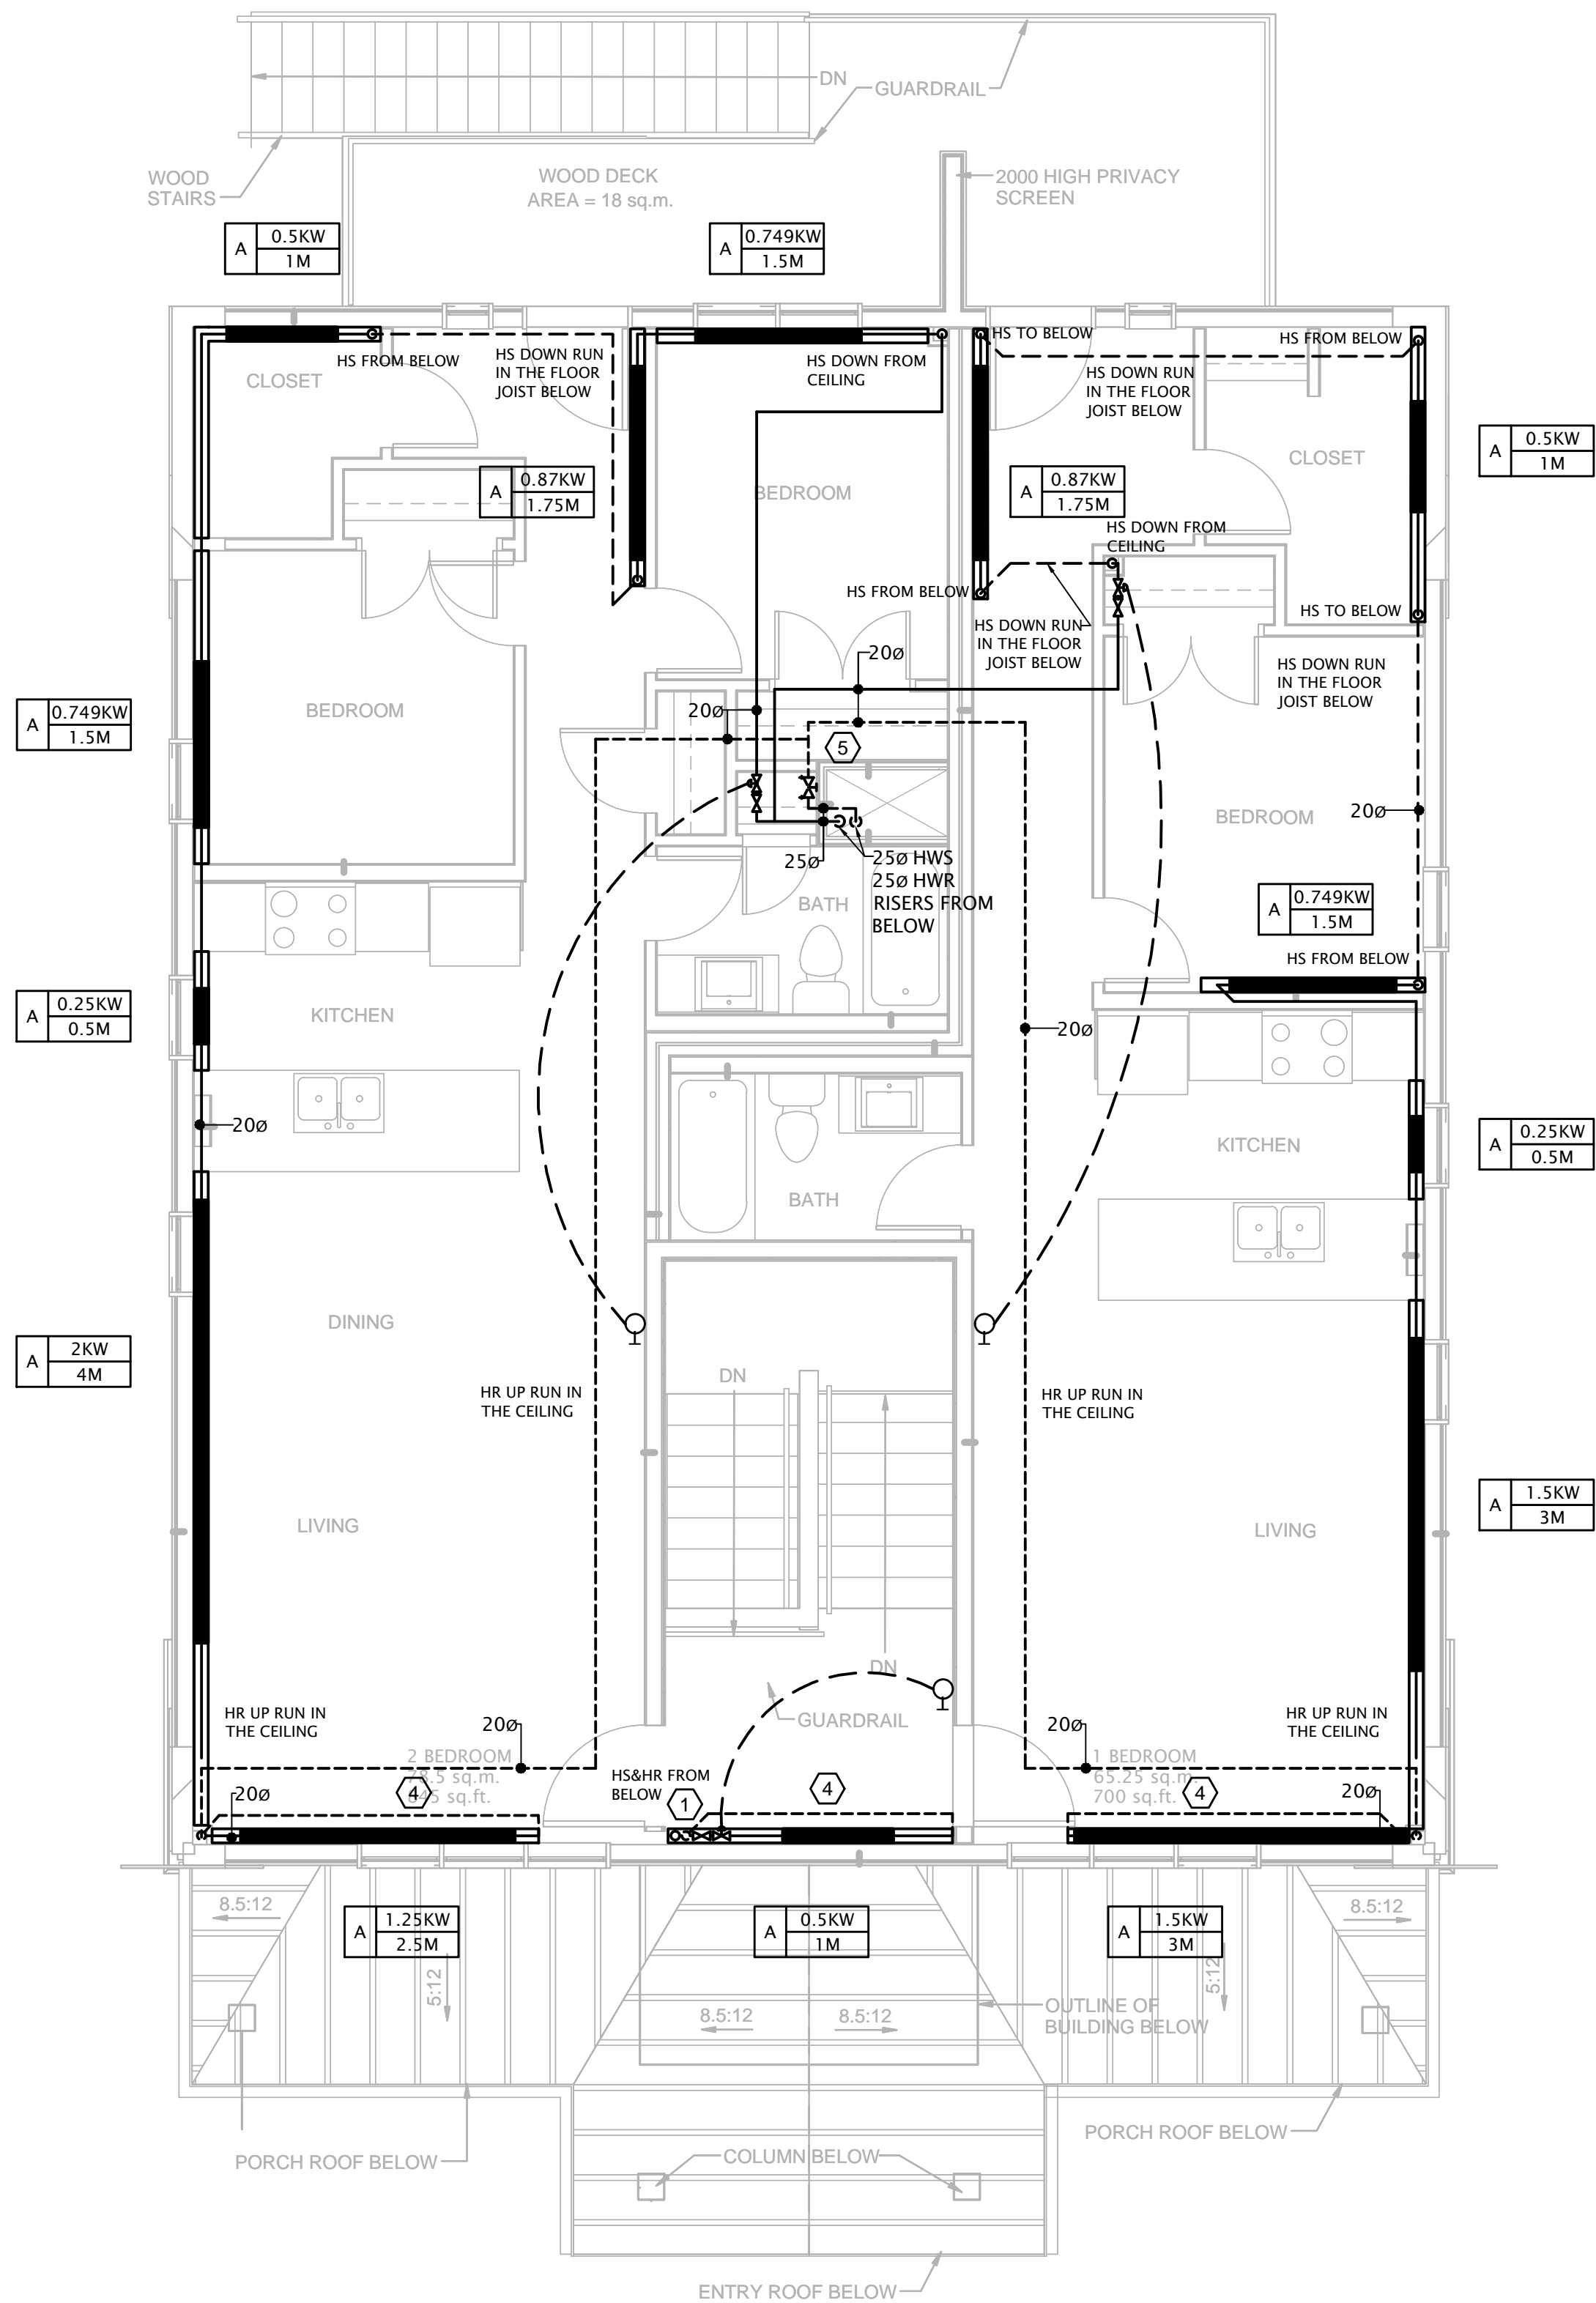 DN
GUARDRAIL
WOOD
STAIRS
WOOD DECK
AREA = 18 sq.m.
2000 HIGH PRIVACY
SCREEN
A
0.5KW
1M
A
0.749KW
1.5M
HS FROM BELOW
CLOSET
HS DOWN RUN
IN THE FLOOR
JOIST BELOW
HS DOWN FROM
CEILING
HS TO BELOW
HS FROM BELOW
HS DOWN RUN
IN THE FLOOR
JOIST BELOW
CLOSET
A
0.5KW
1M
A
0.87KW
1.75M
BEDROOM
A
0.87KW
1.75M
HS DOWN FROM
CEILING
HS FROM BELOW
HS DOWN RUN
IN THE FLOOR
JOIST BELOW
HS TO BELOW
HS DOWN RUN
IN THE FLOOR
JOIST BELOW
20ø
20ø
BEDROOM
A
0.749KW
1.5M
5
25ø
25ø HWS
25ø HWR
RISERS FROM
BELOW
BATH
20ø
BEDROOM
A
0.749KW
1.5M
HS FROM BELOW
A
0.25KW
0.5M
KITCHEN
20ø
20ø
KITCHEN
A
0.25KW
0.5M
BATH
DINING
A
2KW
4M
DN
HR UP RUN IN
THE CEILING
HR UP RUN IN
THE CEILING
LIVING
LIVING
A
1.5KW
3M
DN
GUARDRAIL
HR UP RUN IN
THE CEILING
20ø
20ø
HR UP RUN IN
THE CEILING
2 BEDROOM
78.5 sq.m.
845 sq.ft.
4
20ø
HS&HR FROM
BELOW
1
4
1 BEDROOM
65.25 sq.m.
700 sq.ft.
4
20ø
8.5:12
A
1.25KW
2.5M
A
0.5KW
1M
A
1.5KW
3M
8.5:12
5:12
5:12
8.5:12
8.5:12
OUTLINE OF
BUILDING BELOW
PORCH ROOF BELOW
COLUMN BELOW
PORCH ROOF BELOW
ENTRY ROOF BELOW